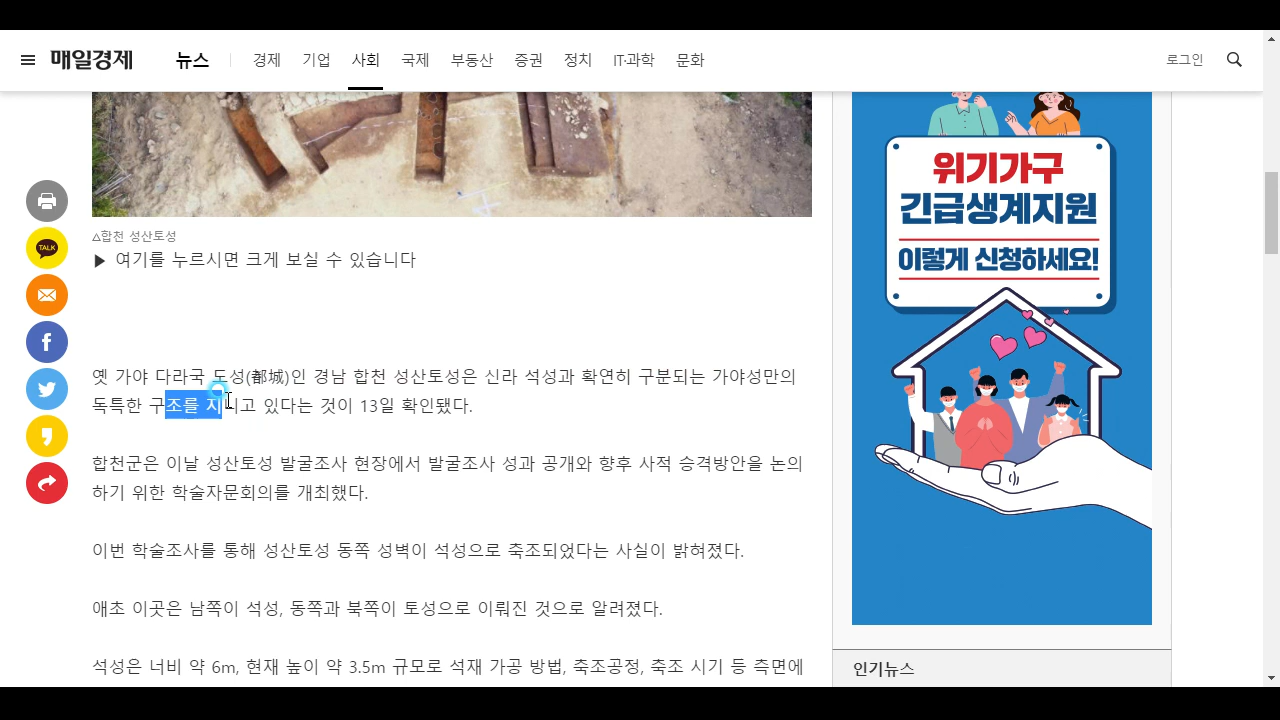 매일경제
뉴스 경제 기업 사회 국제 부동산 증권 정치 IT·과학 문화 로그인
△합천 성산토성
▶ 여기를 누르시면 크게 보실 수 있습니다
옛 가야 다라국 도성(都城)인 경남 합천 성산토성은 신라 석성과 확연히 구분되는 가야성만의
독특한 구조를 지니고 있다는 것이 13일 확인됐다.
합천군은 이날 성산토성 발굴조사 현장에서 발굴조사 성과 공개와 향후 사적 승격방안을 논의
하기 위한 학술자문회의를 개최했다.
이번 학술조사를 통해 성산토성 동쪽 성벽이 석성으로 축조되었다는 사실이 밝혀졌다.
애초 이곳은 남쪽이 석성, 동쪽과 북쪽이 토성으로 이뤄진 것으로 알려졌다.
석성은 너비 약 6m, 현재 높이 약 3.5m 규모로 석재 가공 방법, 축조공정, 축조 시기 등 측면에
TALK
위기가구
긴급생계지원
이렇게 신청하세요!
인기뉴스